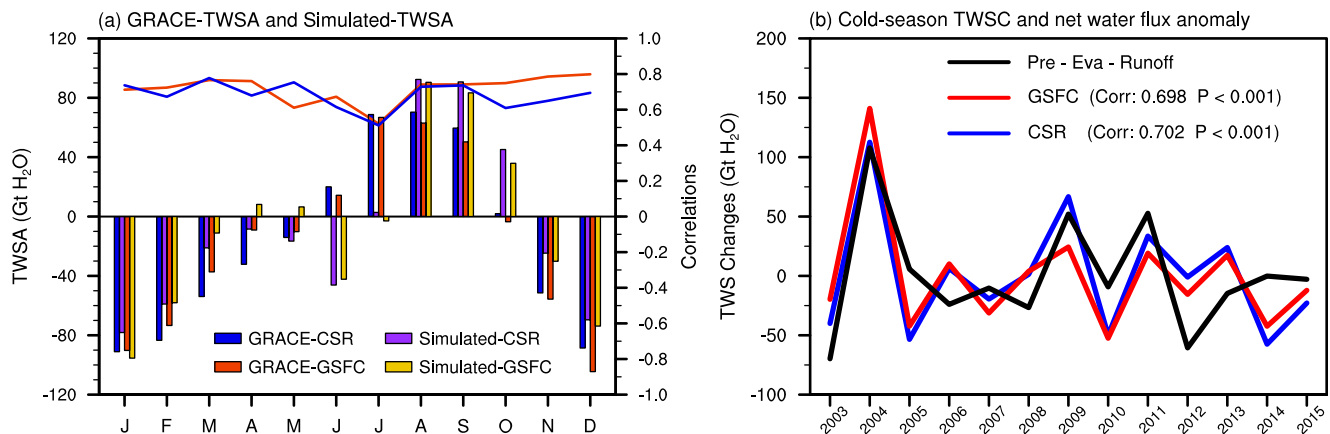 (a) GRACE-TWSA and Simulated-TWSA
120
80
40
0
-40
-80
-120
TWSA (Gt H₂O)
1.0
0.8
0.6
0.4
0.2
0
-0.2
-0.4
-0.6
-0.8
-1.0
Correlations
GRACE-CSR
Simulated-CSR
GRACE-GSFC
Simulated-GSFC
J F M A M J J A S O N D
(b) Cold-season TWSC and net water flux anomaly
200
150
100
50
0
-50
-100
TWS Changes (Gt H₂O)
Pre - Eva - Runoff
GSFC (Corr: 0.698 P < 0.001)
CSR (Corr: 0.702 P < 0.001)
2003 2004 2005 2006 2007 2008 2009 2010 2011 2012 2013 2014 2015